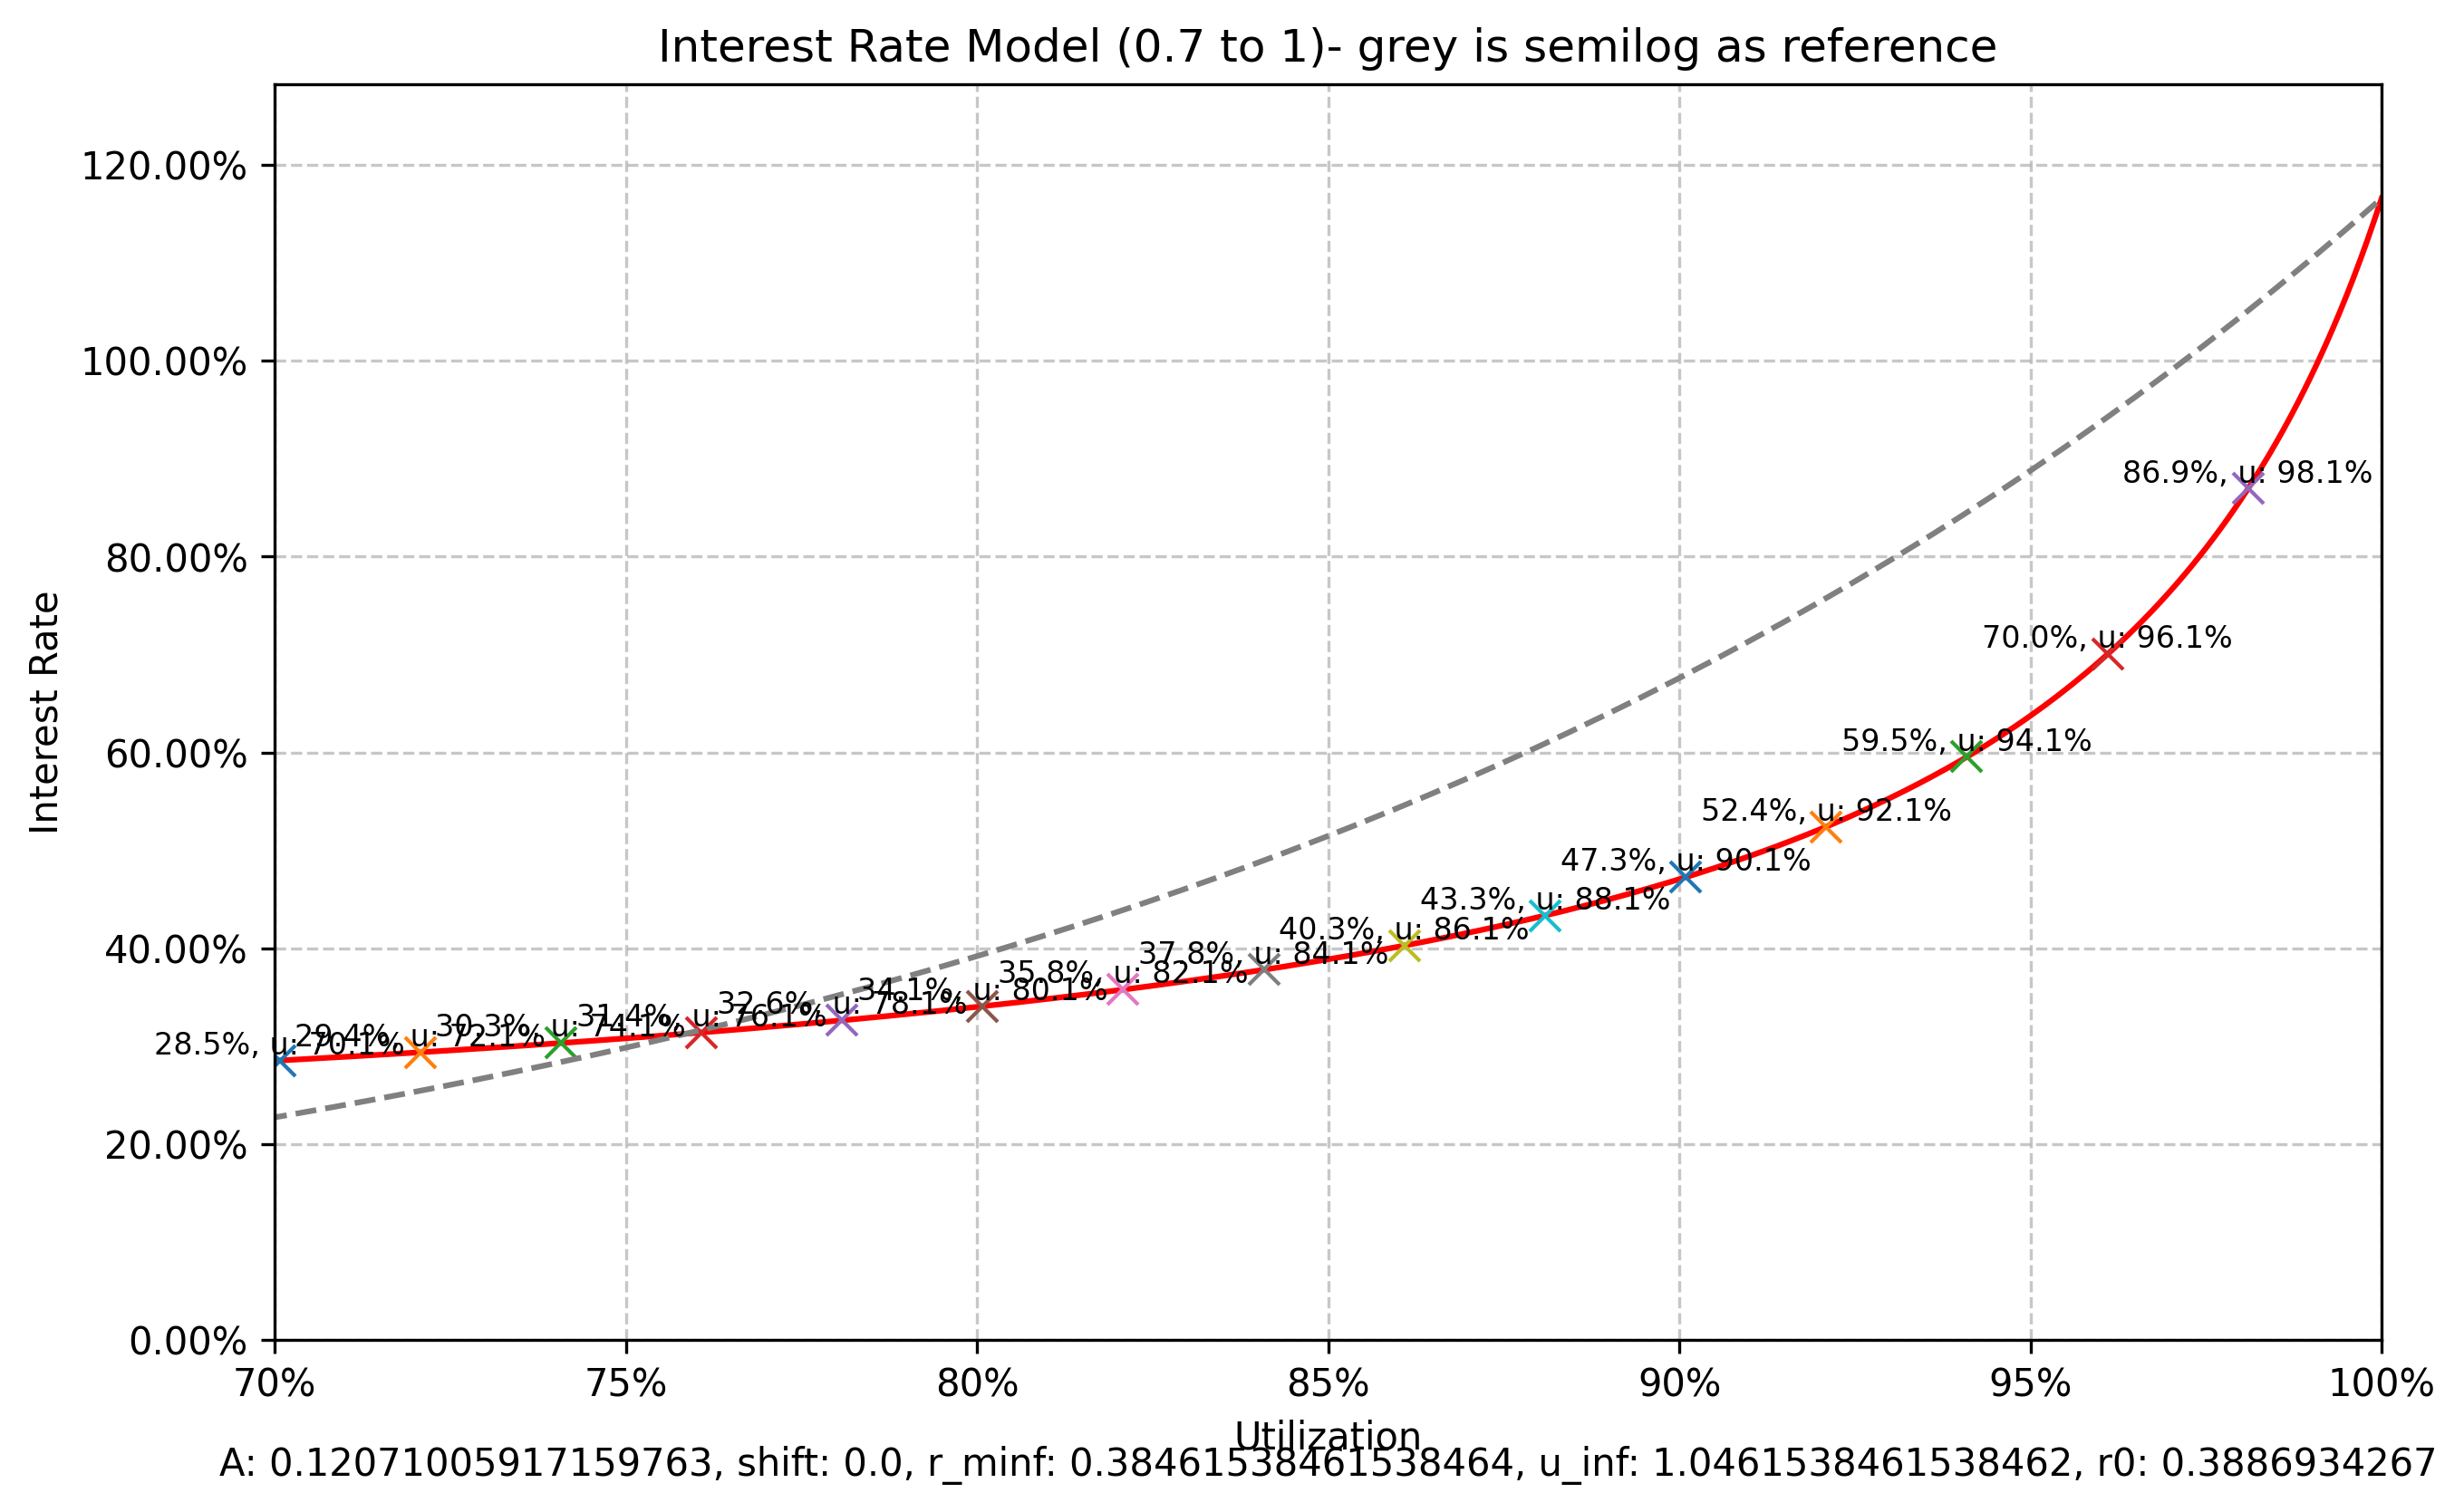 Interest Rate Model (0.7 to 1)- grey is semilog as reference
Interest Rate
120.00%
100.00%
80.00%
60.00%
40.00%
20.00%
0.00%
86.9%, u: 98.1%
70.0%, u: 96.1%
59.5%, u: 94.1%
52.4%, u: 92.1%
47.3%, u: 90.1%
43.3%, u: 88.1%
40.3%, u: 86.1%
37.8%, u: 84.1%
35.8%, u: 82.1%
34.1%, u: 80.1%
32.6%, u: 78.1%
31.4%, u: 76.1%
30.3%, u: 74.1%
29.4%, u: 72.1%
28.5%, u: 70.1%
70%
75%
80%
85%
90%
95%
100%
Utilization
A: 0.12071005917159763, shift: 0.0, r_minf: 0.38461538461538464, u_inf: 1.0461538461538462, r0: 0.3886934267